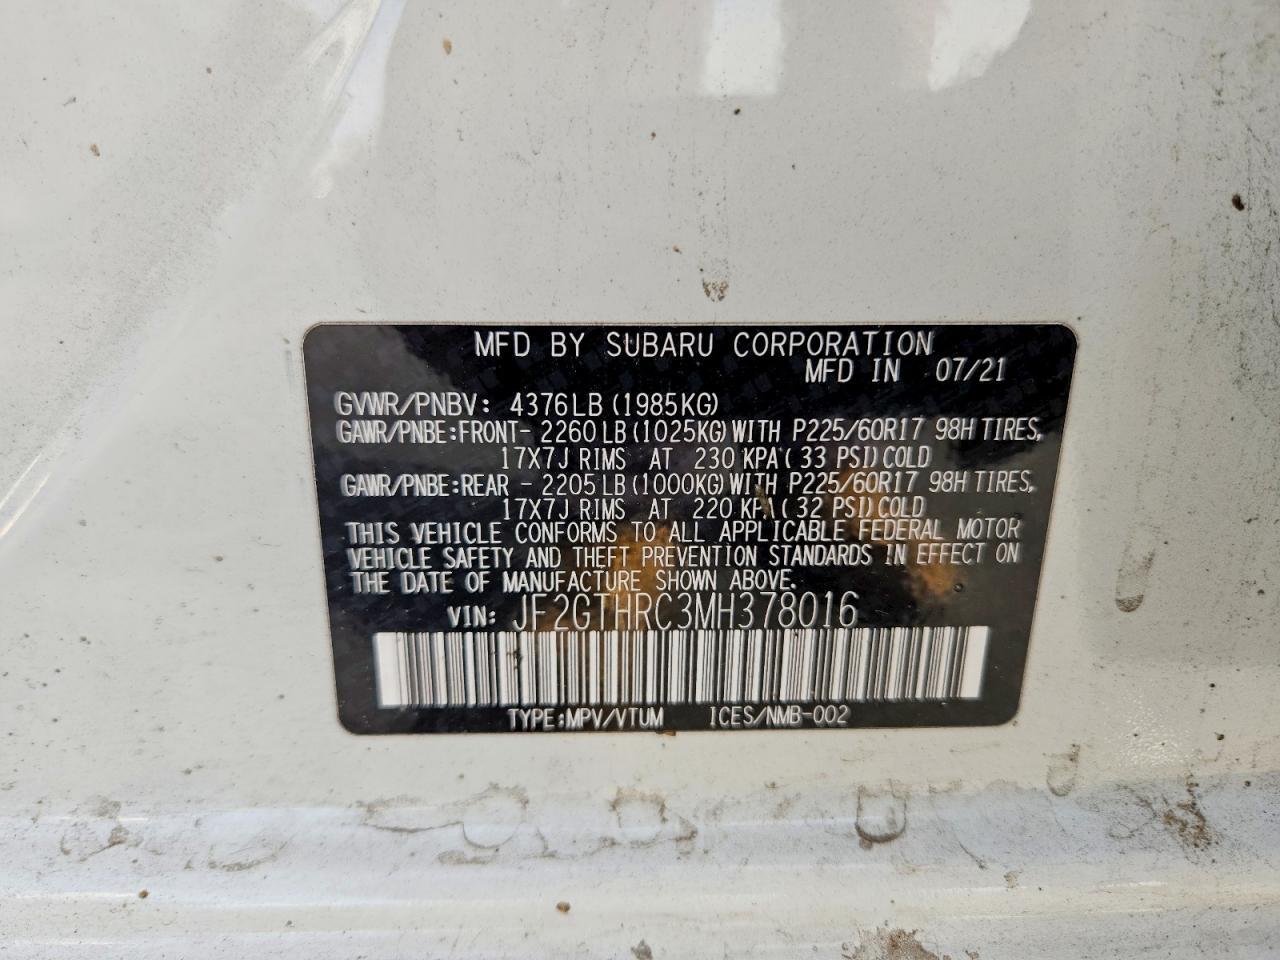 MFD BY SUBARU CORPORATION
MFD IN 07/21
GVWR/PNBV: 4376LB (1985KG)
GAWR/PNBE:FRONT- 2260 LB (1025KG) WITH P225/60R17 98H TIRES,
17X7J RIMS AT 230 KPA ( 33 PSI) COLD
GAWR/PNBE:REAR - 2205 LB (1000KG) WITH P225/60R17 98H TIRES,
17X7J RIMS AT 220 KPA ( 32 PSI) COLD
THIS VEHICLE CONFORMS TO ALL APPLICABLE FEDERAL MOTOR
VEHICLE SAFETY AND THEFT PREVENTION STANDARDS IN EFFECT ON
THE DATE OF MANUFACTURE SHOWN ABOVE.
VIN: JF2GTHRC3MH378016
TYPE:MPV/VTUM ICES/NMB-002